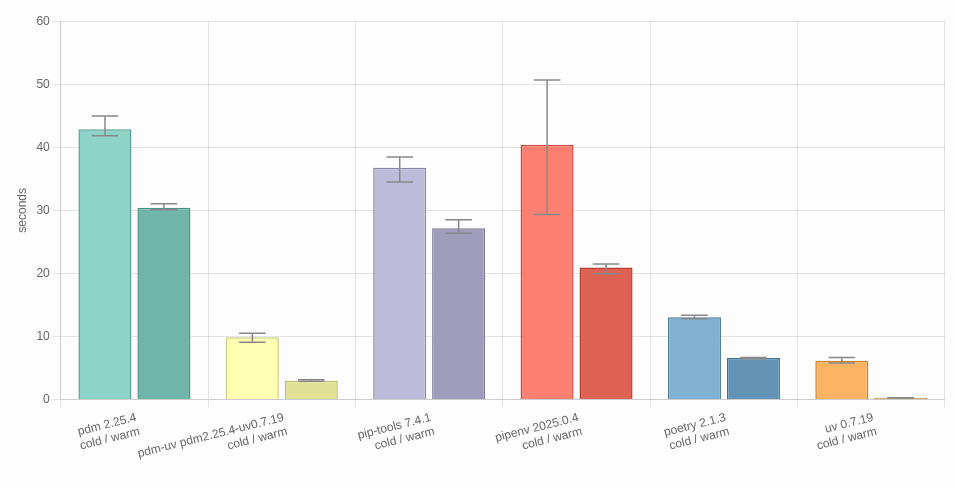 60
50
40
30
20
10
0
seconds
pdm 2.25.4
cold / warm
pdm-uv pdm2.25.4-uv0.7.19
cold / warm
pip-tools 7.4.1
cold / warm
pipenv 2025.0.4
cold / warm
poetry 2.1.3
cold / warm
uv 0.7.19
cold / warm